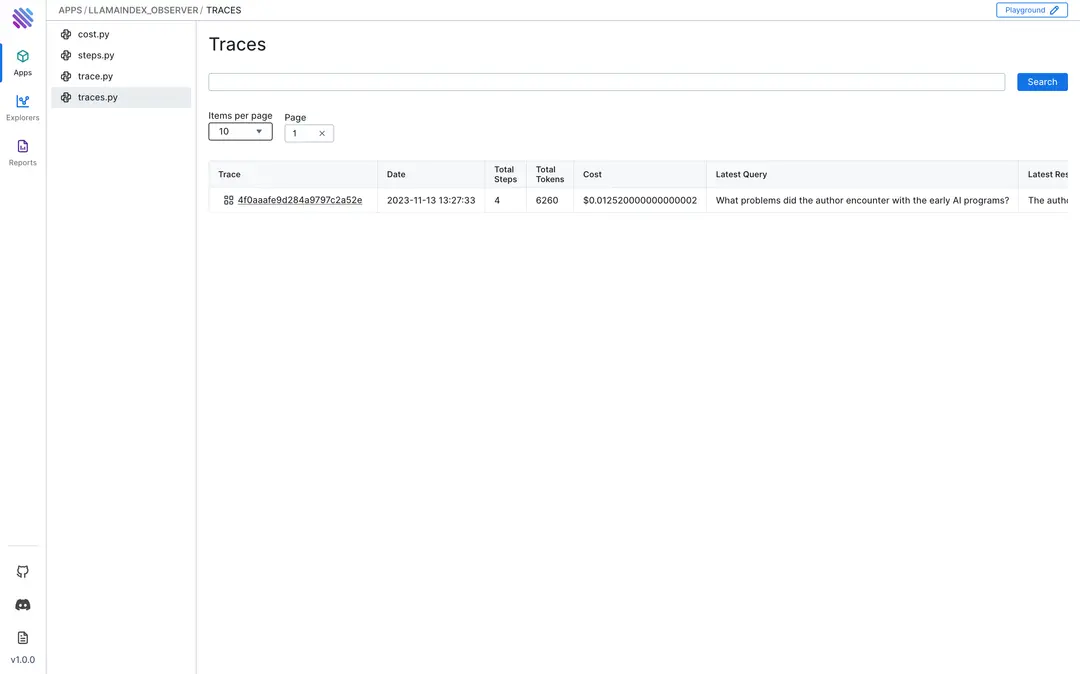 APPS / LLAMAINDEX_OBSERVER / TRACES
Playground
Apps
Explorers
Reports
v1.0.0
cost.py
steps.py
trace.py
traces.py
Traces
Search
Items per page
10
Page
1
Trace Date Total Steps Total Tokens Cost Latest Query Latest Res
4f0aaafe9d284a9797c2a52e 2023-11-13 13:27:33 4 6260 $0.012520000000000002 What problems did the author encounter with the early AI programs? The autho